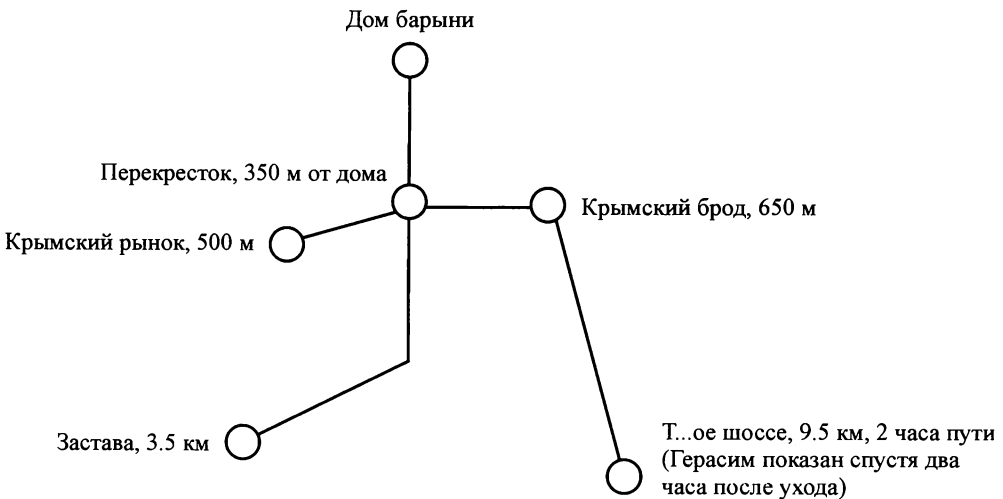 Дом барыни
Перекресток, 350 м от дома
Крымский брод, 650 м
Крымский рынок, 500 м
Застава, 3.5 км
Т...ое шоссе, 9.5 км, 2 часа пути
(Герасим показан спустя два
часа после ухода)